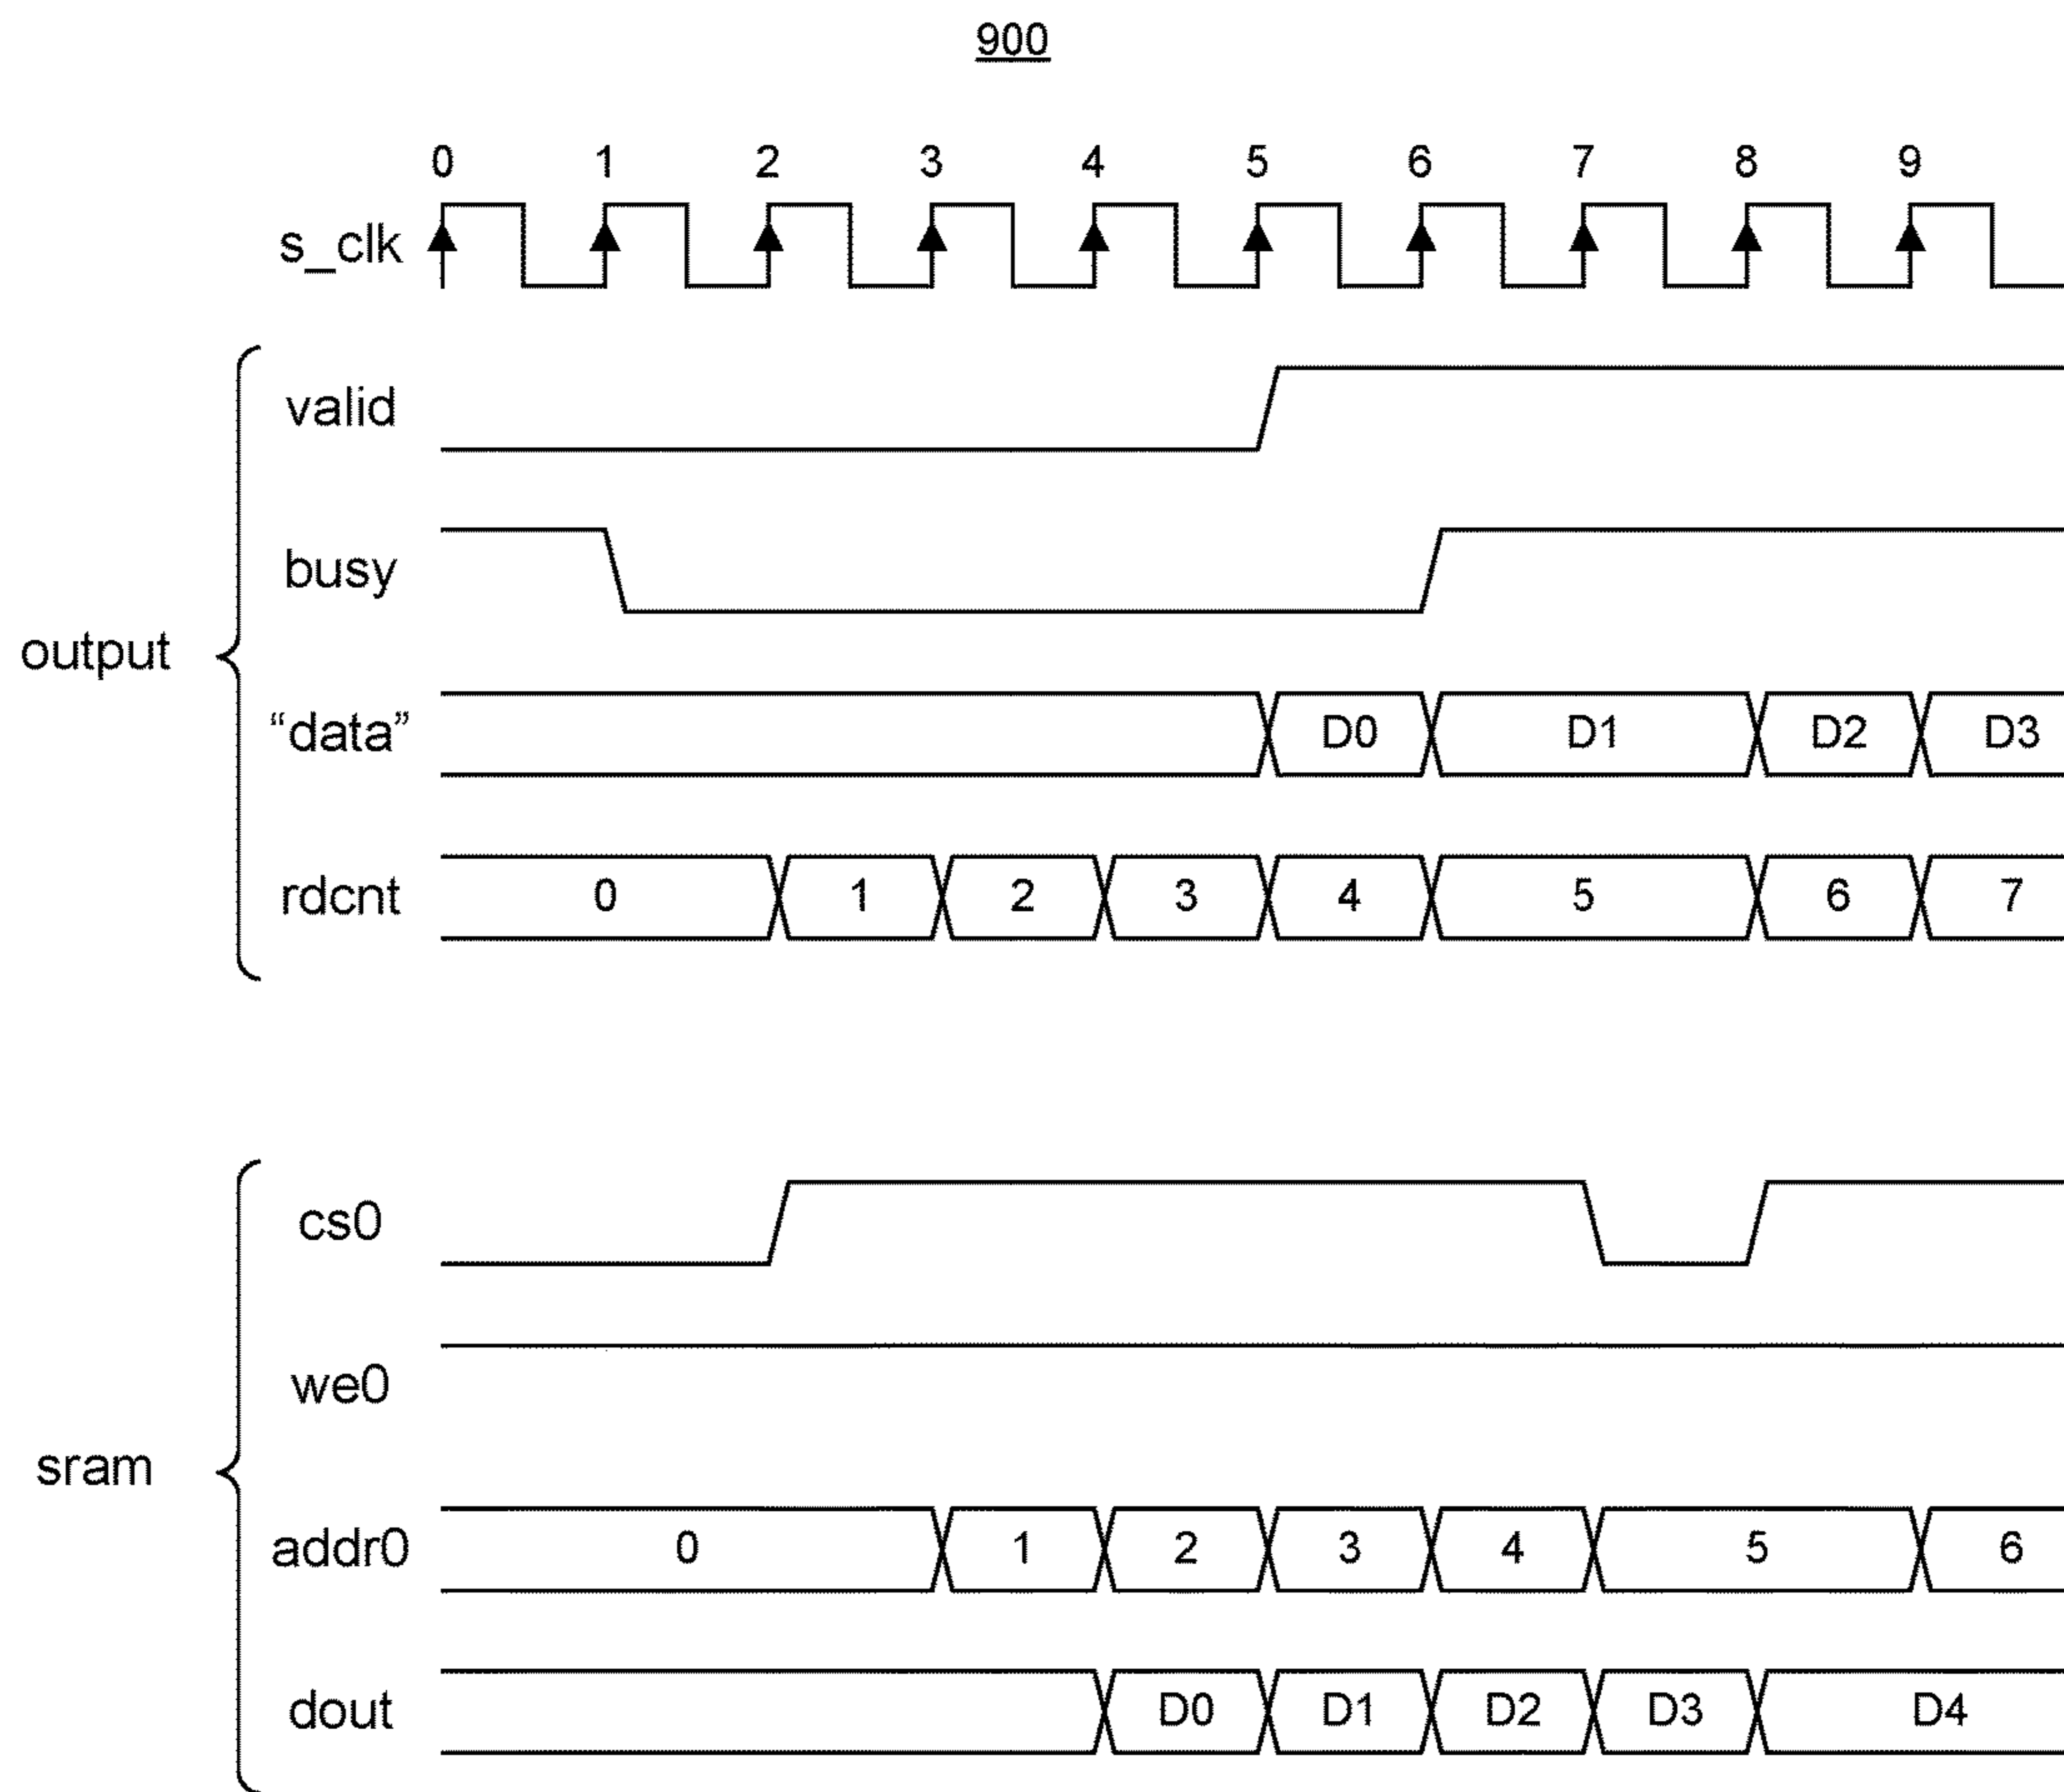 900
0 1 2 3 4 5 6 7 8 9
s_clk
valid
busy
output
“data” D0 D1 D2 D3
rdcnt 0 1 2 3 4 5 6 7
cs0
we0
sram
addr0 0 1 2 3 4 5 6
dout D0 D1 D2 D3 D4